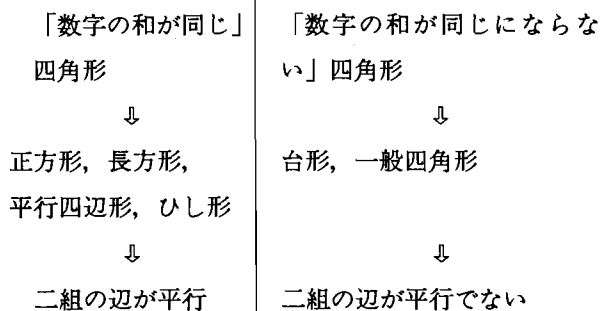 「数字の和が同じ」
四角形
⇩
正方形，長方形，
平行四辺形，ひし形
⇩
二組の辺が平行
「数字の和が同じにならな
い」四角形
⇩
台形，一般四角形
⇩
二組の辺が平行でない